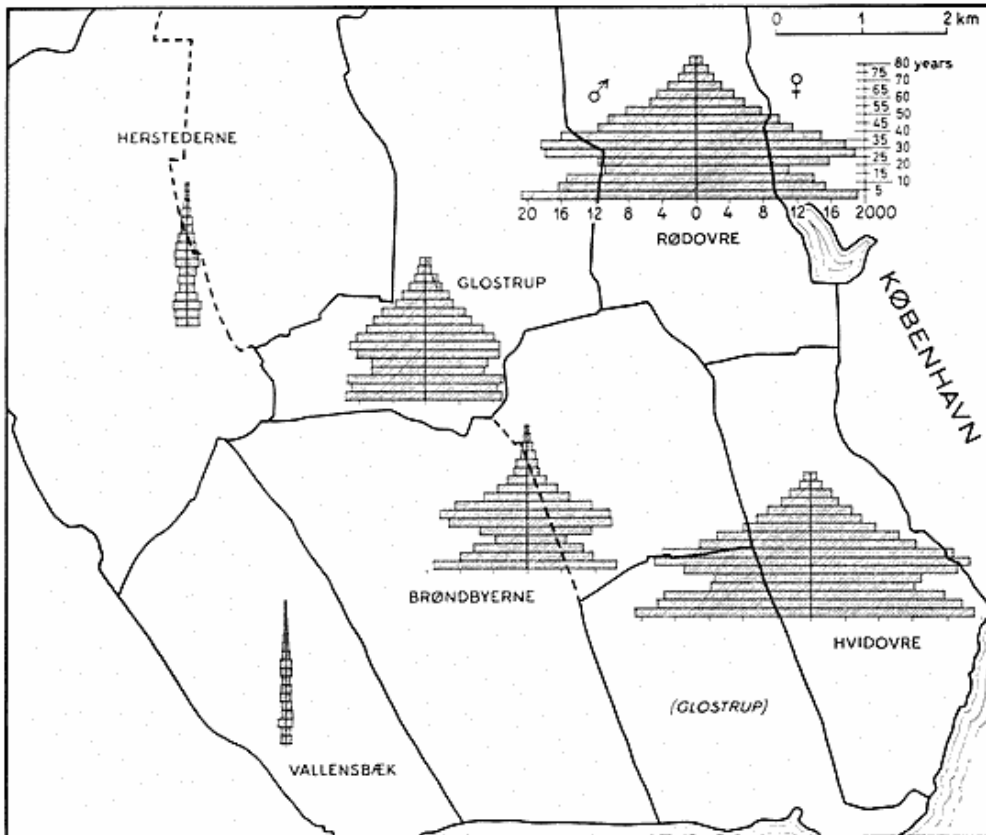 0 1 2 km
♂ ♀
80 years
75 70
65 60
55 50
45 40
35 30
25 20
15 10
5
20 16 12 8 4 0 4 8 12 16 2000
RØDOVRE
HERSTEDERNE
GLOSTRUP
KØBENHAVN
BRØNDBYERNE
HVIDOVRE
(GLOSTRUP)
VALLENSBÆK